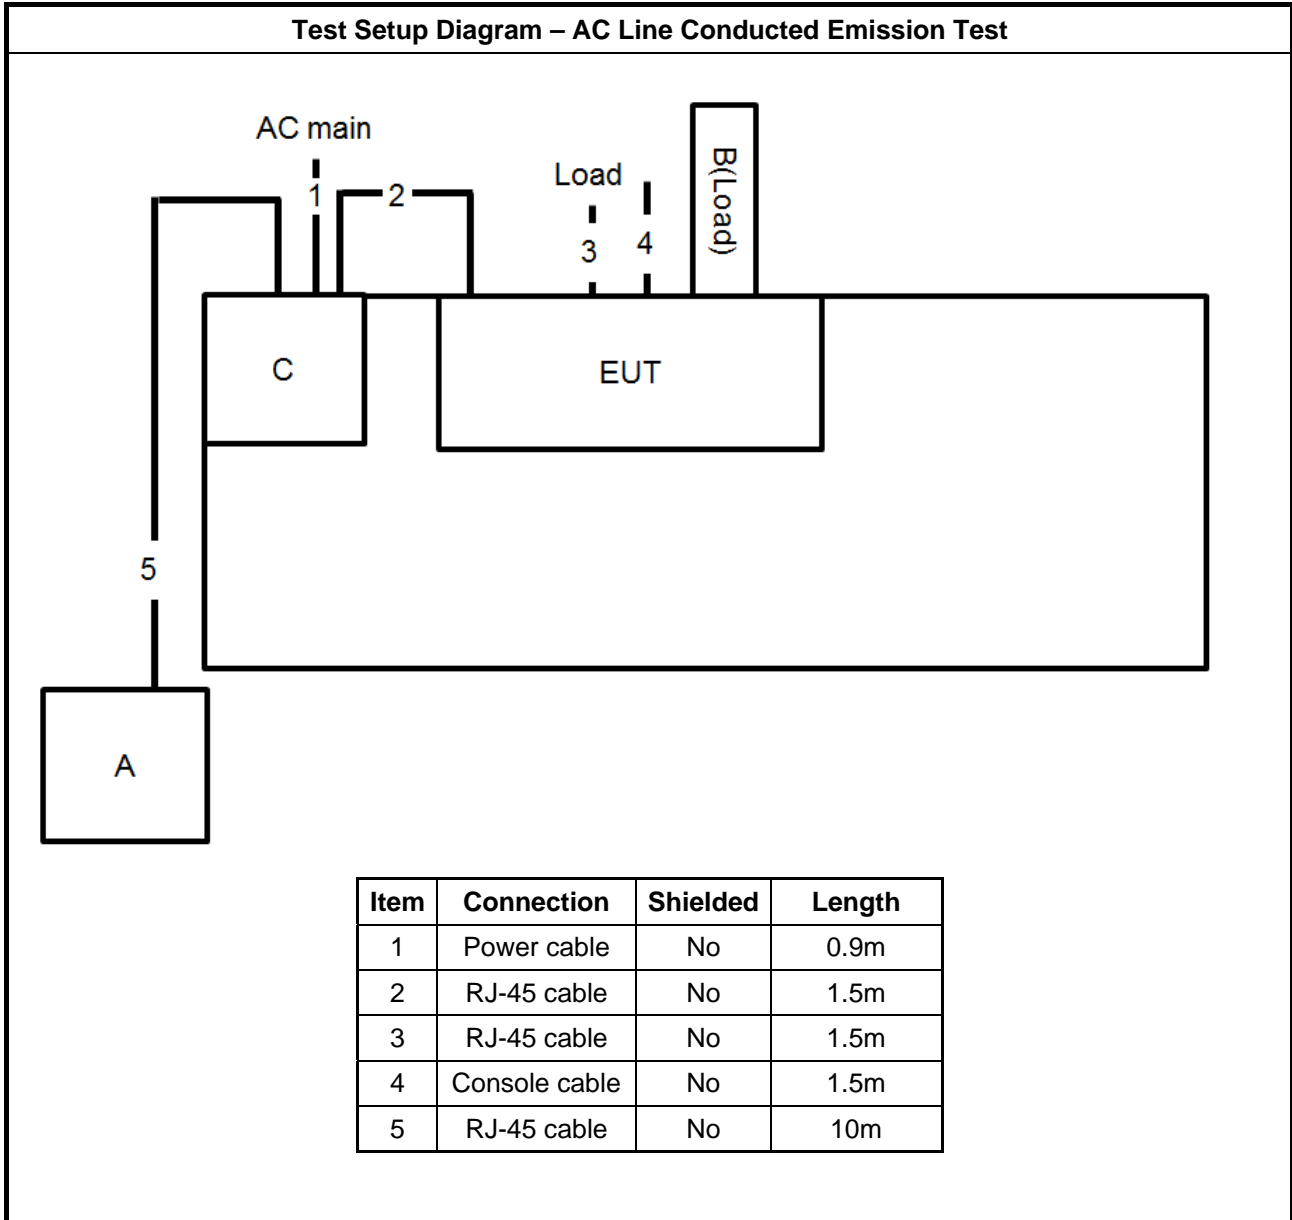 Test Setup Diagram – AC Line Conducted Emission Test
AC main
1
2
Load
3
4
B(Load)
C
EUT
5
A
Item Connection Shielded Length
1 Power cable No 0.9m
2 RJ-45 cable No 1.5m
3 RJ-45 cable No 1.5m
4 Console cable No 1.5m
5 RJ-45 cable No 10m